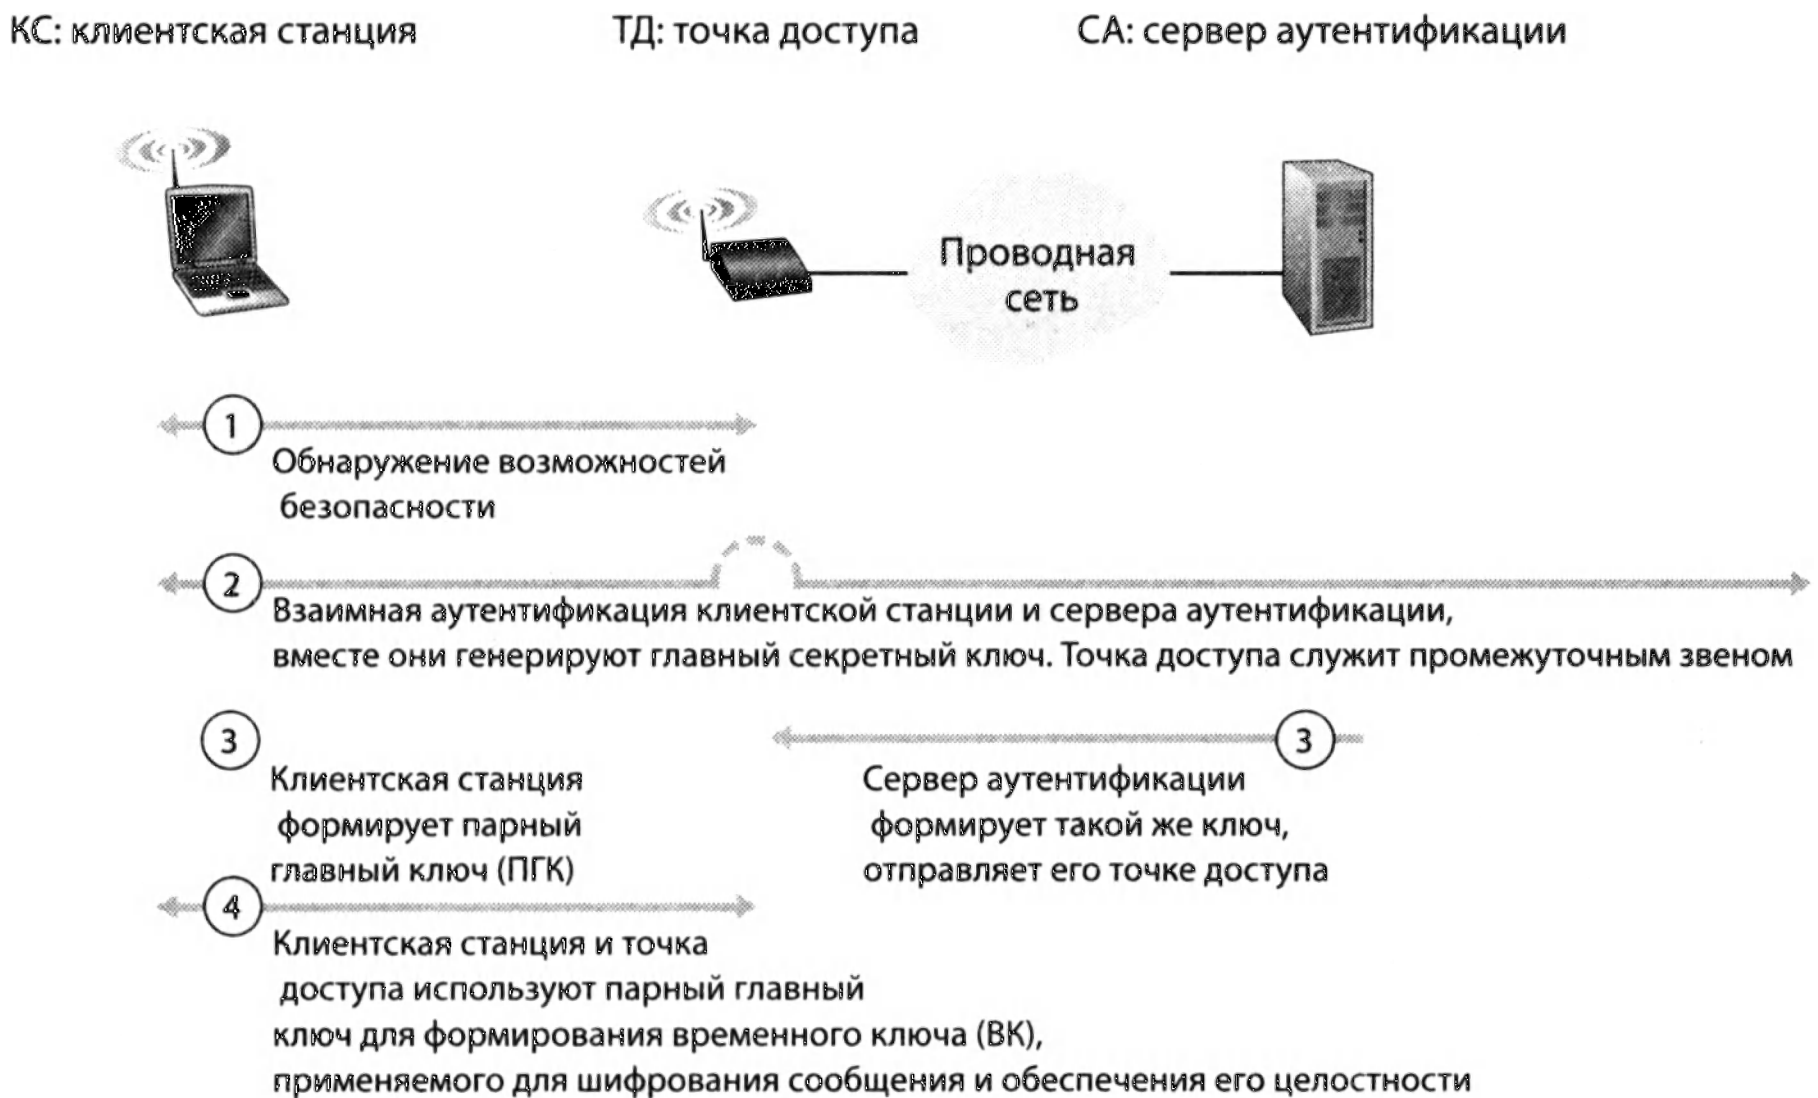 КС: клиентская станция
ТД: точка доступа
СА: сервер аутентификации
Проводная
сеть
1
Обнаружение возможностей
безопасности
2
Взаимная аутентификация клиентской станции и сервера аутентификации,
вместе они генерируют главный секретный ключ. Точка доступа служит промежуточным звеном
3
Клиентская станция
формирует парный
главный ключ (ПГК)
3
Сервер аутентификации
формирует такой же ключ,
отправляет его точке доступа
4
Клиентская станция и точка
доступа используют парный главный
ключ для формирования временного ключа (ВК),
применяемого для шифрования сообщения и обеспечения его целостности